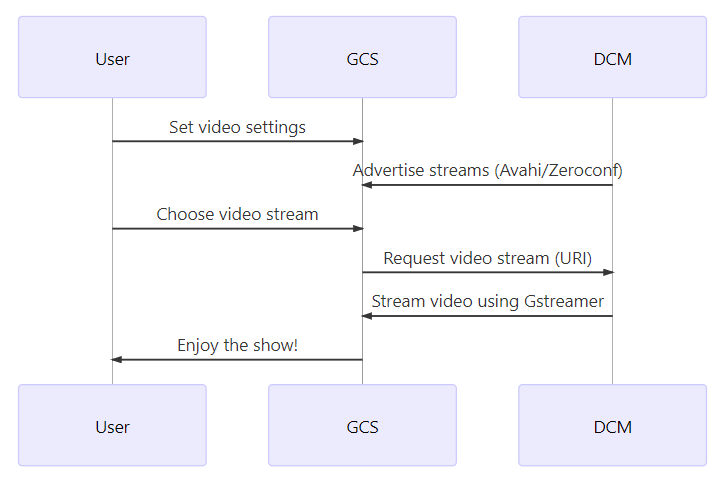 User
GCS
DCM
Set video settings
Advertise streams (Avahi/Zeroconf)
Choose video stream
Request video stream (URI)
Stream video using Gstreamer
Enjoy the show!
User
GCS
DCM